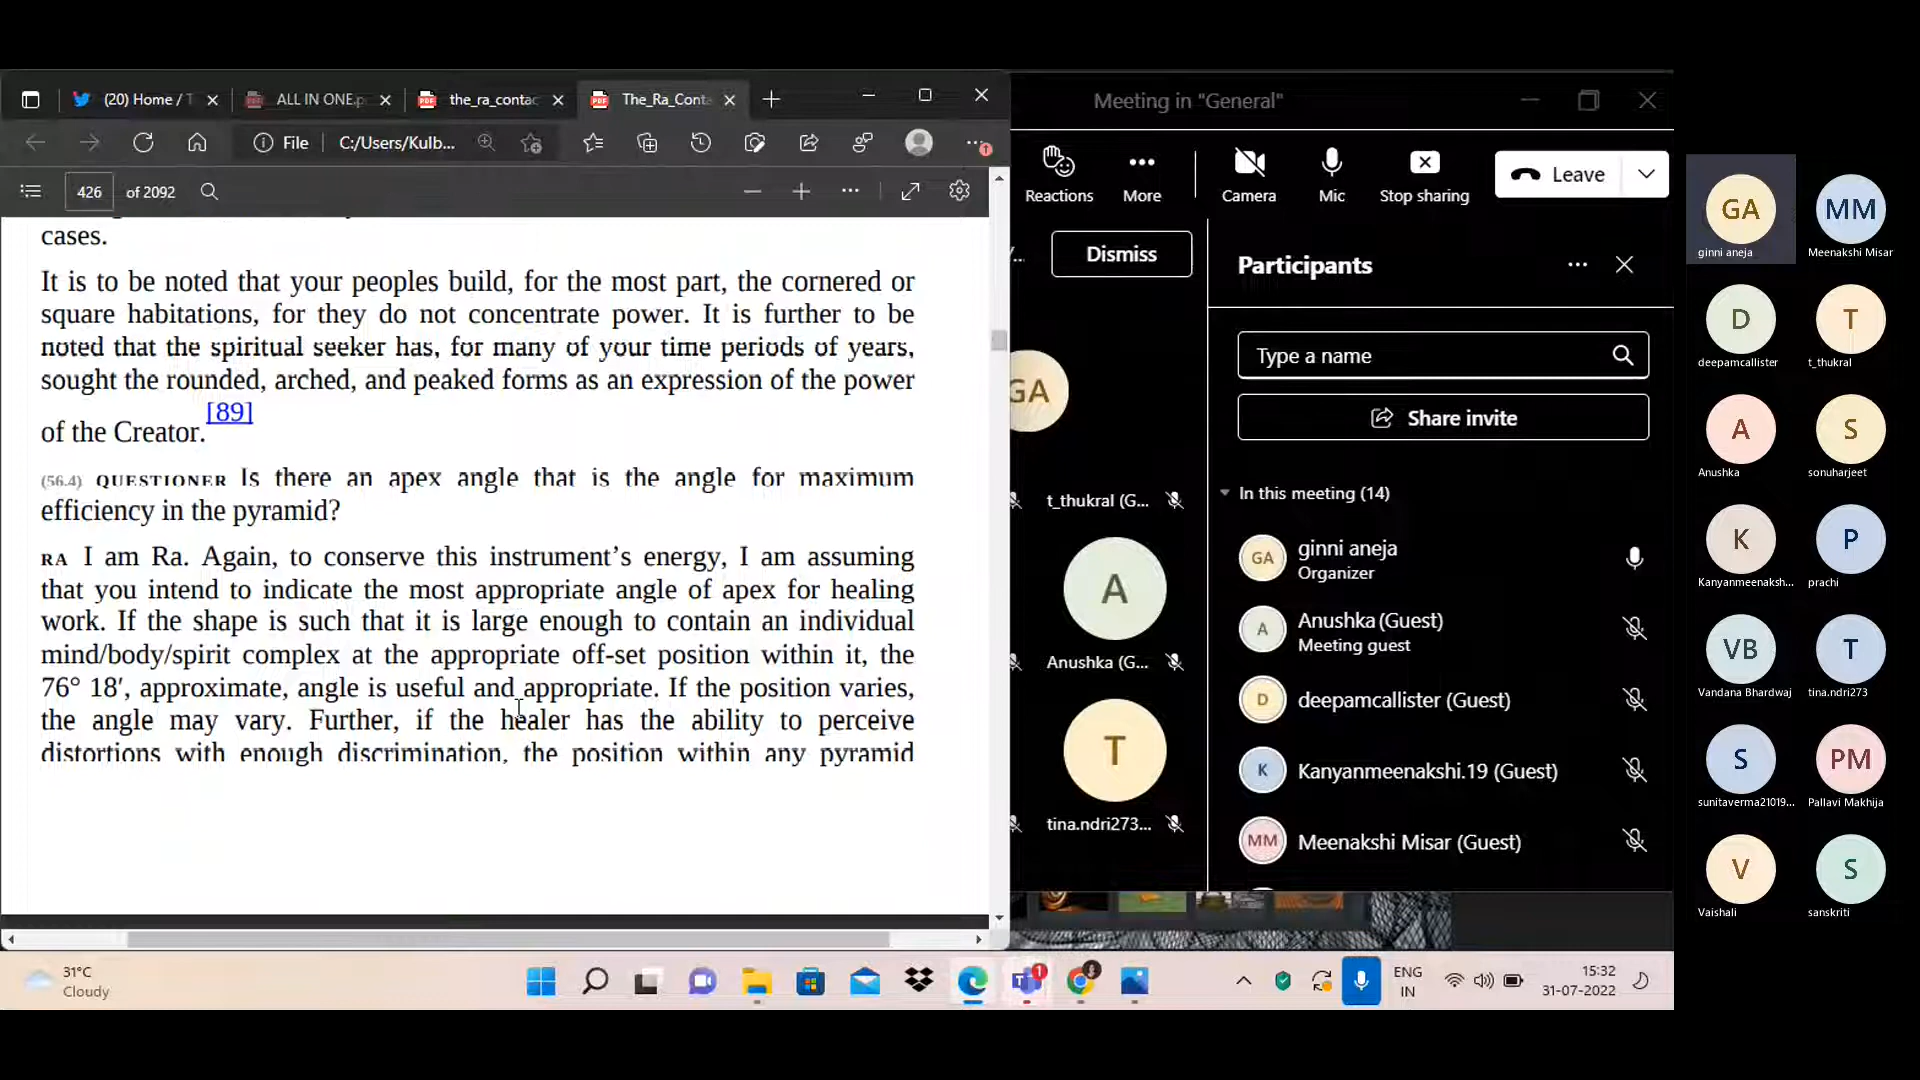 (20) Home / T
ALL IN ONE.p
the_ra_contac
The_Ra_Conta
File
C:/Users/Kulb...
426 of 2092
cases.
It is to be noted that your peoples build, for the most part, the cornered or
square habitations, for they do not concentrate power. It is further to be
noted that the spiritual seeker has, for many of your time periods of years,
sought the rounded, arched, and peaked forms as an expression of the power
of the Creator.[89]
(56.4) QUESTIONER Is there an apex angle that is the angle for maximum
efficiency in the pyramid?
RA I am Ra. Again, to conserve this instrument's energy, I am assuming
that you intend to indicate the most appropriate angle of apex for healing
work. If the shape is such that it is large enough to contain an individual
mind/body/spirit complex at the appropriate off-set position within it, the
76° 18′, approximate, angle is useful and appropriate. If the position varies,
the angle may vary. Further, if the healer has the ability to perceive
distortions with enough discrimination, the position within any pyramid
Meeting in "General"
Reactions
More
Camera
Mic
Stop sharing
Leave
Dismiss
GA
t_thukral (G...
A
Anushka (G...
T
tina.ndri273...
Participants
Type a name
Share invite
In this meeting (14)
GA
ginni aneja
Organizer
A
Anushka (Guest)
Meeting guest
D
deepamcallister (Guest)
K
Kanyanmeenakshi.19 (Guest)
MM
Meenakshi Misar (Guest)
GA
ginni aneja
MM
Meenakshi Misar
D
deepamcallister
T
t_thukral
A
Anushka
S
sonuharjeet
K
Kanyanmeenaksh...
P
prachi
VB
Vandana Bhardwaj
T
tina.ndri273
S
sunitaverma21019...
PM
Pallavi Makhija
V
Vaishali
S
sanskriti
31°C
Cloudy
1
ENG
IN
15:32
31-07-2022